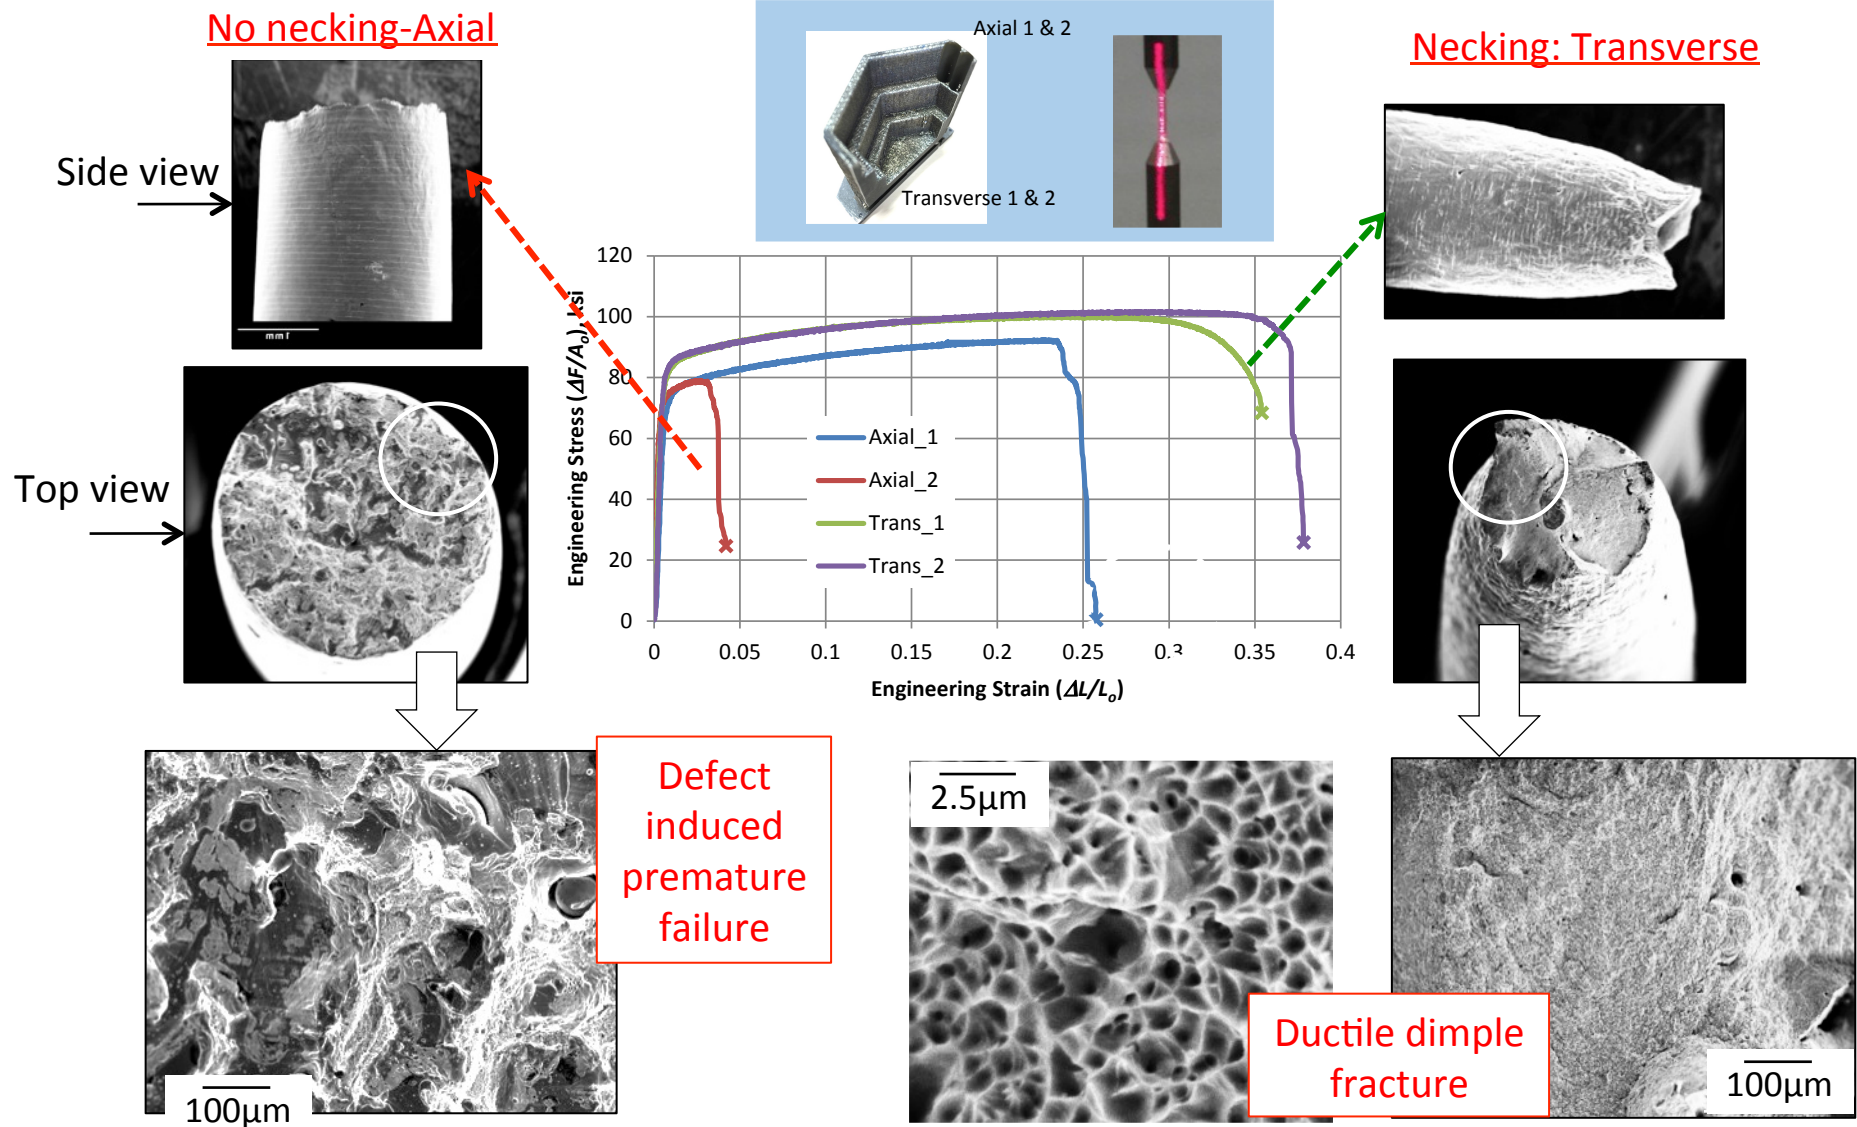 No necking-Axial
Axial 1 & 2
Transverse 1 & 2
Necking: Transverse
Side view
mm1
Top view
120
100
80
60
40
20
0
Engineering Stress (ΔF/Aₒ), Ksi
Axial_1
Axial_2
Trans_1
Trans_2
0 0.05 0.1 0.15 0.2 0.25 0.3 0.35 0.4
Engineering Strain (ΔL/Lₒ)
Defect
induced
premature
failure
100μm
2.5μm
Ductile dimple
fracture
100μm